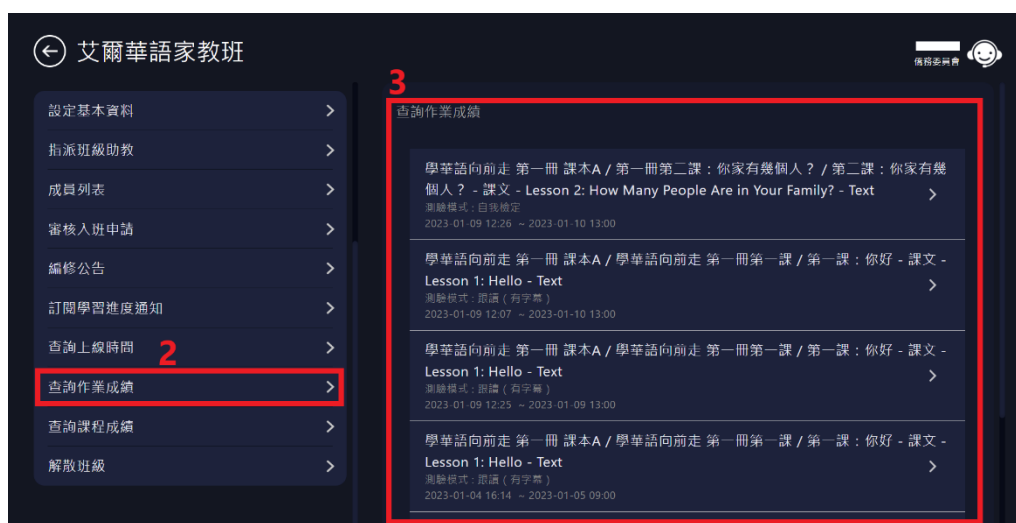 艾爾華語家教班
僑務委員會
設定基本資料
指派班級助教
成員列表
審核入班申請
編修公告
訂閱學習進度通知
查詢上線時間
2
查詢作業成績
查詢課程成績
解散班級
3
查詢作業成績
學華語向前走 第一冊 課本A / 第一冊第二課：你家有幾個人？ / 第二課：你家有幾
個人？ - 課文 - Lesson 2: How Many People Are in Your Family? - Text
測驗模式：自我檢定
2023-01-09 12:26 ~ 2023-01-10 13:00
學華語向前走 第一冊 課本A / 學華語向前走 第一冊第一課 / 第一課：你好 - 課文 -
Lesson 1: Hello - Text
測驗模式：跟讀（有字幕）
2023-01-09 12:07 ~ 2023-01-10 13:00
學華語向前走 第一冊 課本A / 學華語向前走 第一冊第一課 / 第一課：你好 - 課文 -
Lesson 1: Hello - Text
測驗模式：跟讀（有字幕）
2023-01-09 12:25 ~ 2023-01-09 13:00
學華語向前走 第一冊 課本A / 學華語向前走 第一冊第一課 / 第一課：你好 - 課文 -
Lesson 1: Hello - Text
測驗模式：跟讀（有字幕）
2023-01-04 16:14 ~ 2023-01-05 09:00